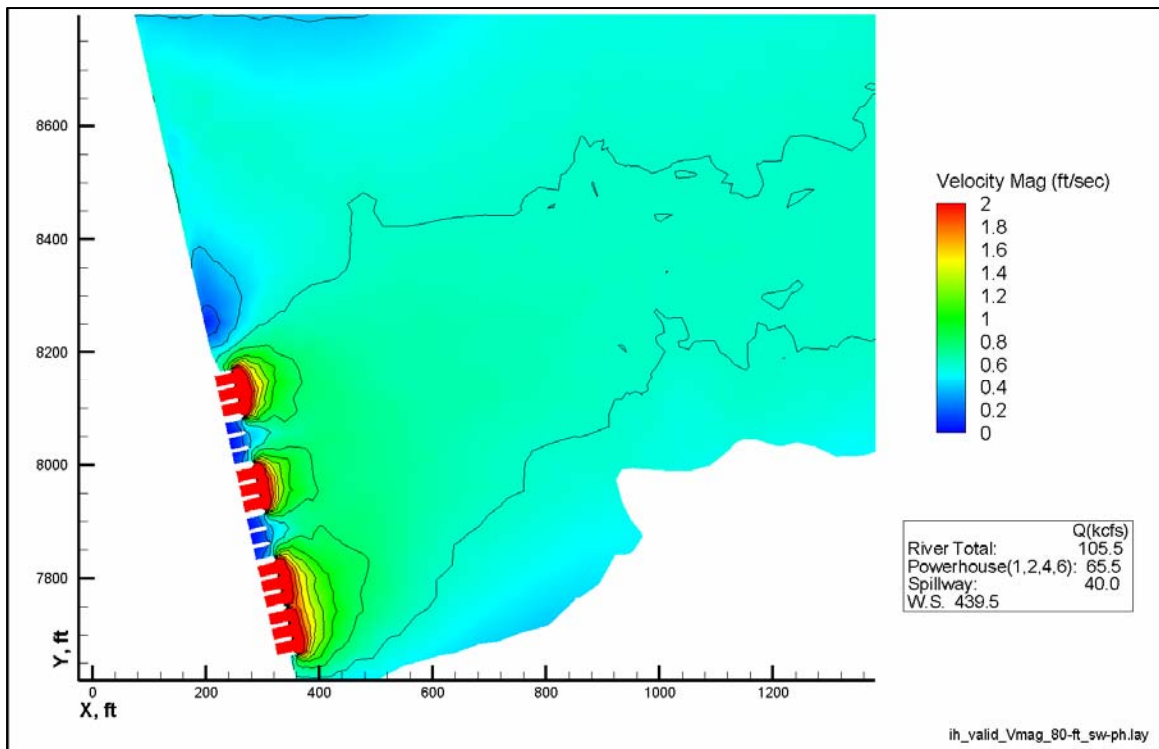 8600
8400
8200
8000
7800
Y, ft
0
200
400
600
800
1000
1200
X, ft
Velocity Mag (ft/sec)
2
1.8
1.6
1.4
1.2
1
0.8
0.6
0.4
0.2
0
Q(kcfs)
River Total: 105.5
Powerhouse(1,2,4,6): 65.5
Spillway: 40.0
W.S. 439.5
ih_valid_Vmag_80-ft_sw-ph.lay